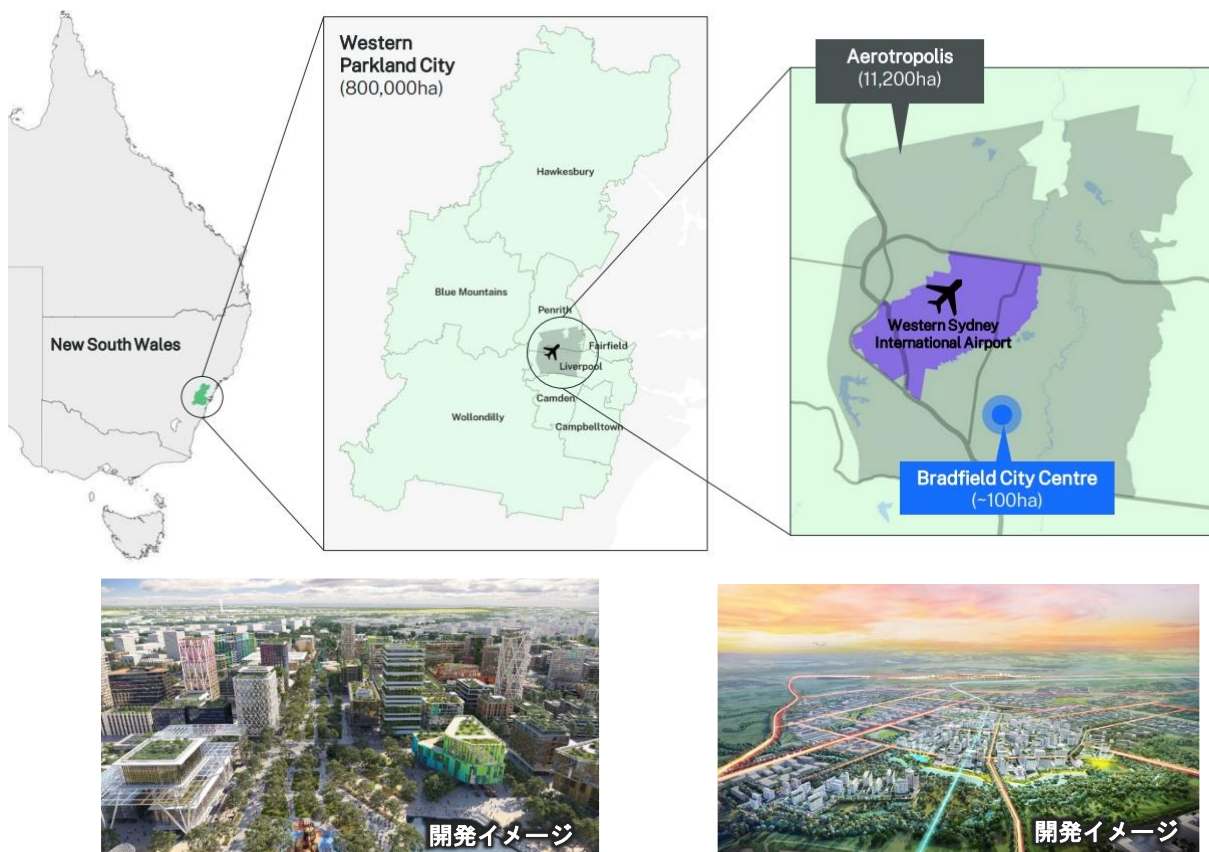 New South Wales
Western
Parkland City
(800,000ha)
Hawkesbury
Blue Mountains
Penrith
Fairfield
Liverpool
Wollondilly
Camden
Campbelltown
Aerotropolis
(11,200ha)
Western Sydney
International Airport
Bradfield City Centre
(~100ha)
開発イメージ
開発イメージ